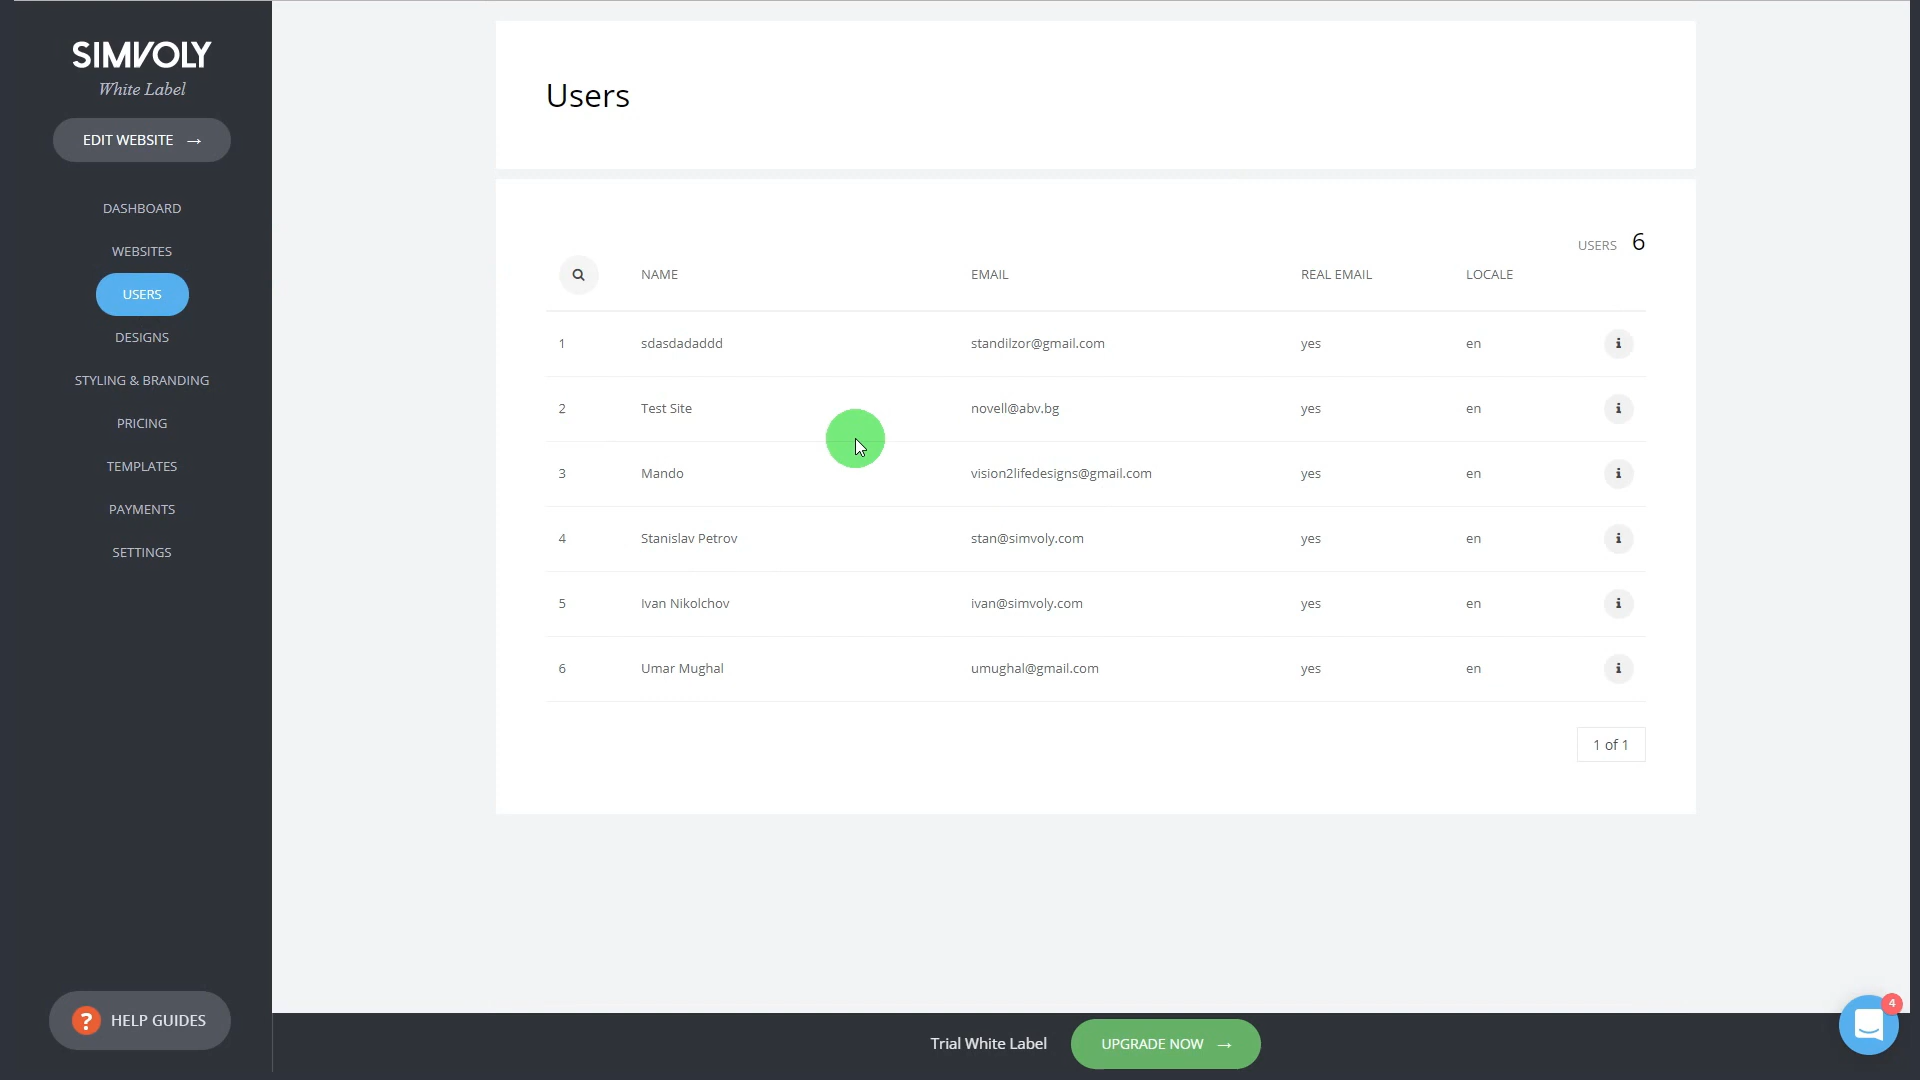 SIMVOLY
White Label
EDIT WEBSITE →
DASHBOARD
WEBSITES
USERS
DESIGNS
STYLING & BRANDING
PRICING
TEMPLATES
PAYMENTS
SETTINGS
? HELP GUIDES
Users
USERS 6
NAME EMAIL REAL EMAIL LOCALE
1 sdasdadaddd standilzor@gmail.com yes en i
2 Test Site novell@abv.bg yes en i
3 Mando vision2lifedesigns@gmail.com yes en i
4 Stanislav Petrov stan@simvoly.com yes en i
5 Ivan Nikolchov ivan@simvoly.com yes en i
6 Umar Mughal umughal@gmail.com yes en i
1 of 1
Trial White Label UPGRADE NOW →
4